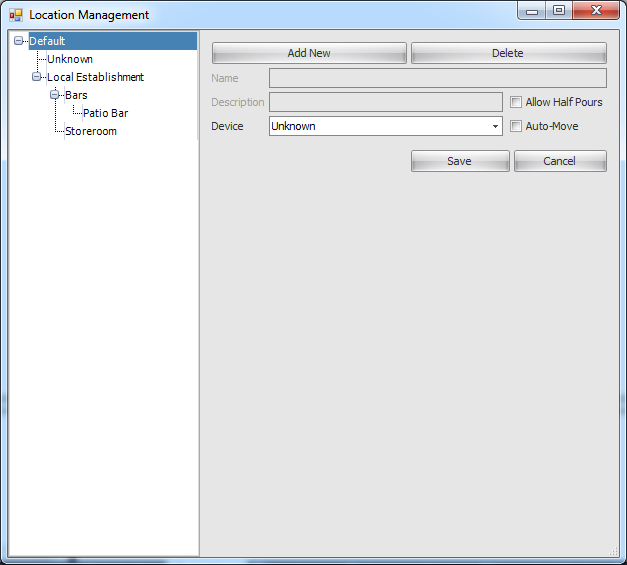 Location Management
Default
Unknown
Local Establishment
Bars
Patio Bar
Storeroom
Add New
Delete
Name
Description
Allow Half Pours
Device
Unknown
Auto-Move
Save
Cancel